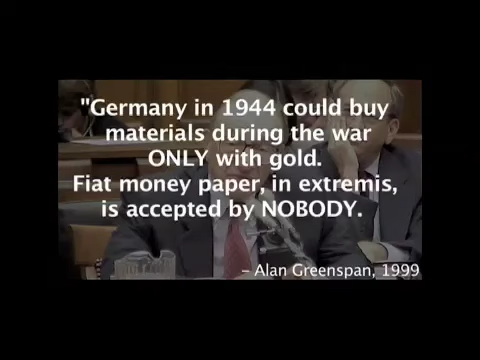 "Germany in 1944 could buy
materials during the war
ONLY with gold.
Fiat money paper, in extremis,
is accepted by NOBODY.
– Alan Greenspan, 1999